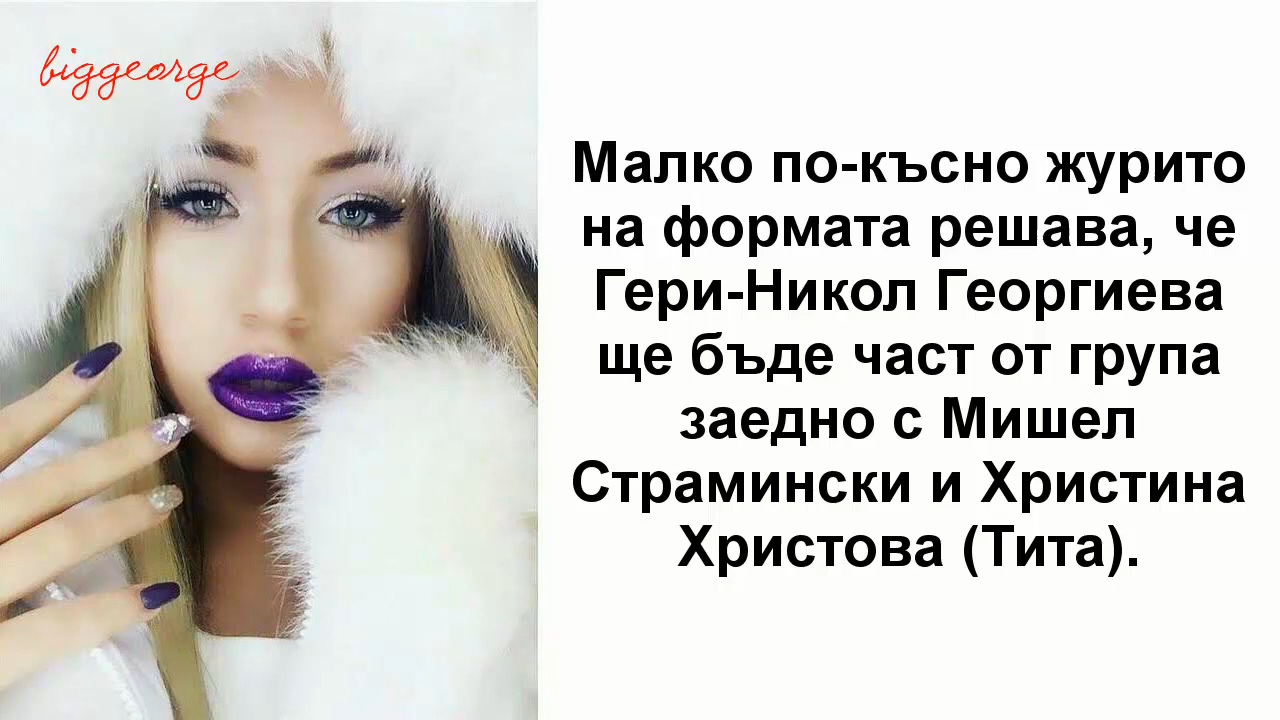 biggeorge
Малко по-късно журито
на формата решава, че
Гери-Никол Георгиева
ще бъде част от група
заедно с Мишел
Страмински и Христина
Христова (Тита).